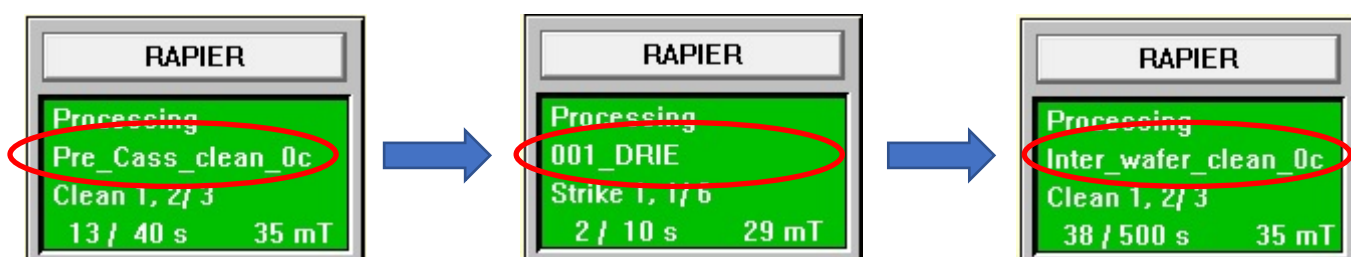 RAPIER
Processing
Pre_Cass_clean_0c
Clean 1, 2/ 3
13 / 40 s 35 mT
RAPIER
Processing
001_DRIE
Strike 1, 1/ 6
2 / 10 s 29 mT
RAPIER
Processing
Inter_wafer_clean_0c
Clean 1, 2/ 3
38 / 500 s 35 mT